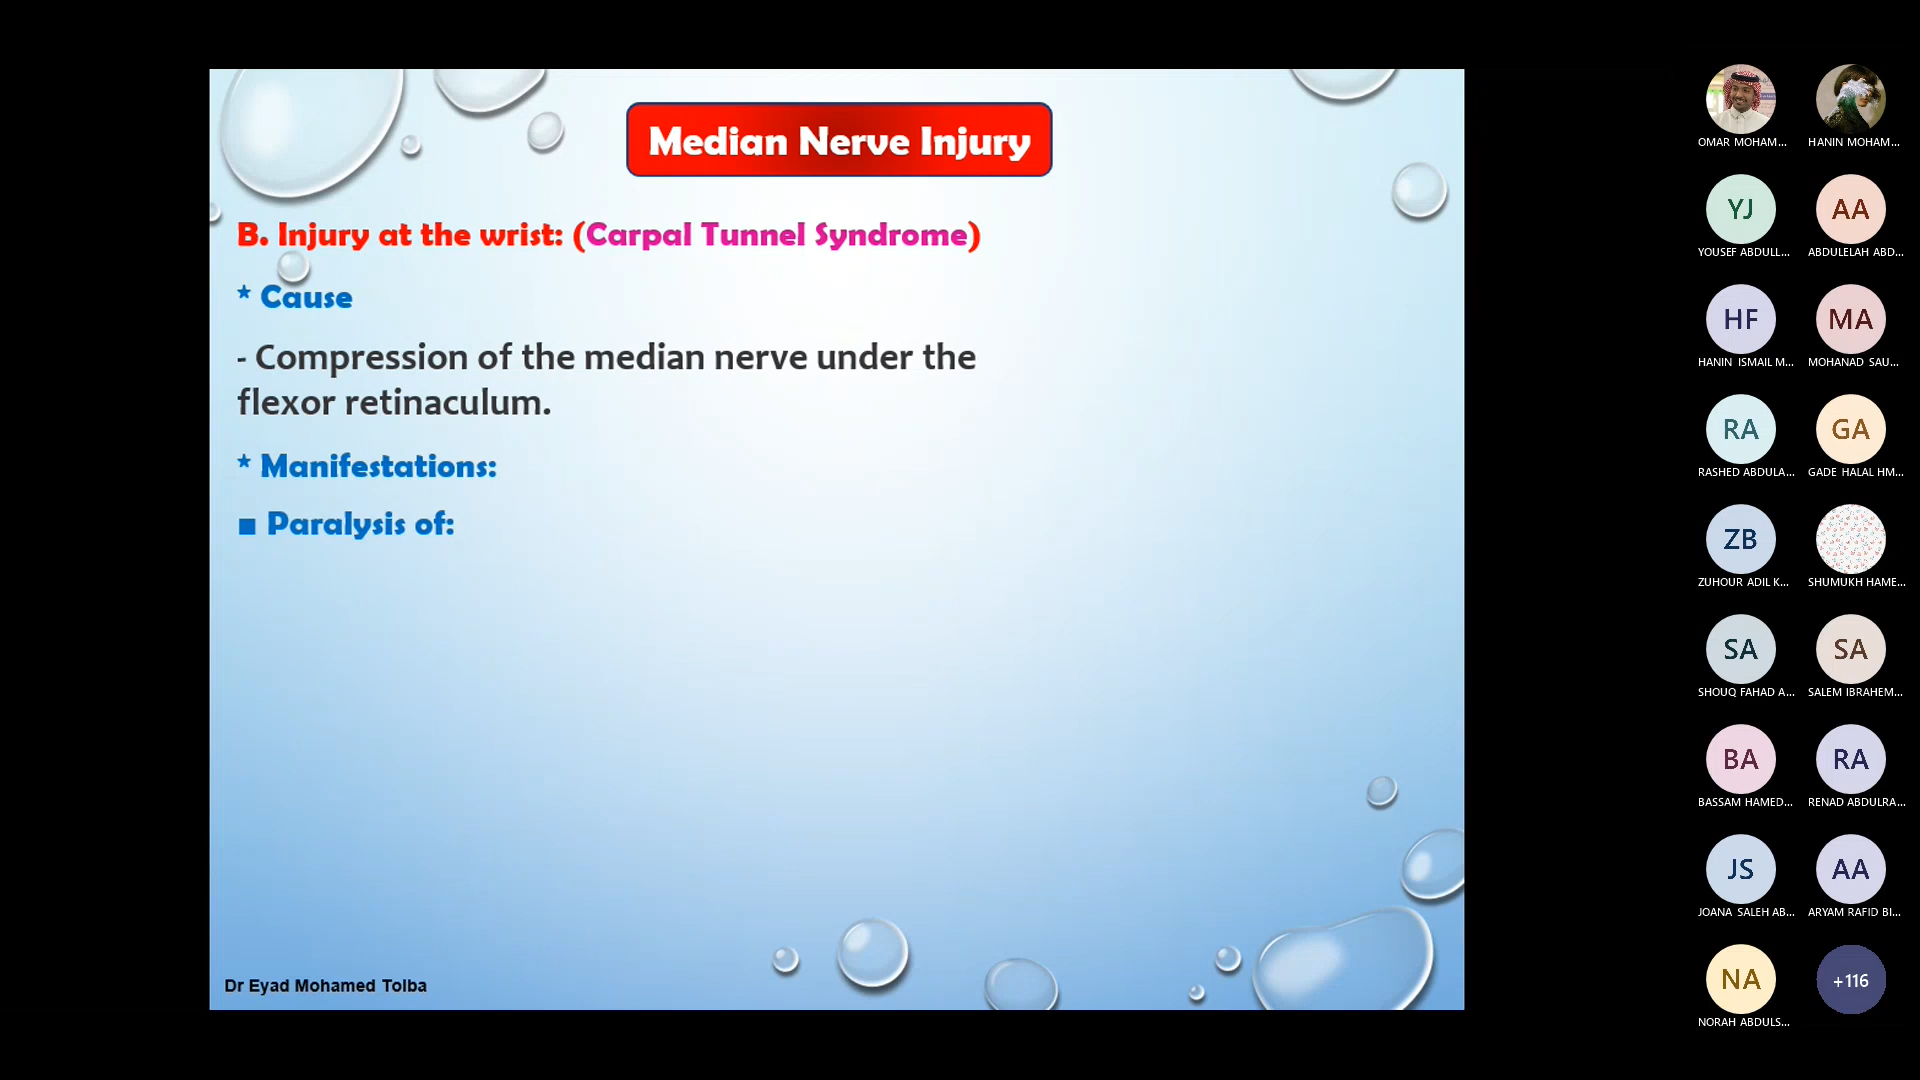 Median Nerve Injury
B. Injury at the wrist: (Carpal Tunnel Syndrome)
* Cause
- Compression of the median nerve under the
flexor retinaculum.
* Manifestations:
■ Paralysis of:
Dr Eyad Mohamed Tolba
OMAR MOHAM...
HANIN MOHAM...
YJ
YOUSEF ABDULL...
AA
ABDULELAH ABD...
HF
HANIN ISMAIL M...
MA
MOHANAD SAU...
RA
RASHED ABDULA...
GA
GADE HALAL HM...
ZB
ZUHOUR ADIL K...
SHUMUKH HAME...
SA
SHOUQ FAHAD A...
SA
SALEM IBRAHEM...
BA
BASSAM HAMED...
RA
RENAD ABDULRA...
JS
JOANA SALEH AB...
AA
ARYAM RAFID BI...
NA
NORAH ABDULS...
+116